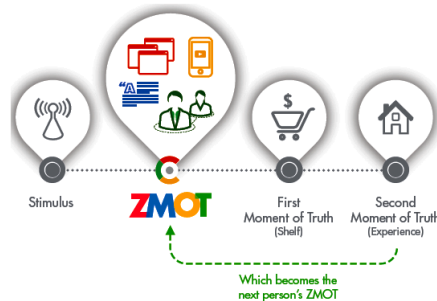 "A
$
Stimulus
ZMOT
First
Moment of Truth
(Shelf)
Second
Moment of Truth
(Experience)
Which becomes the
next person's ZMOT